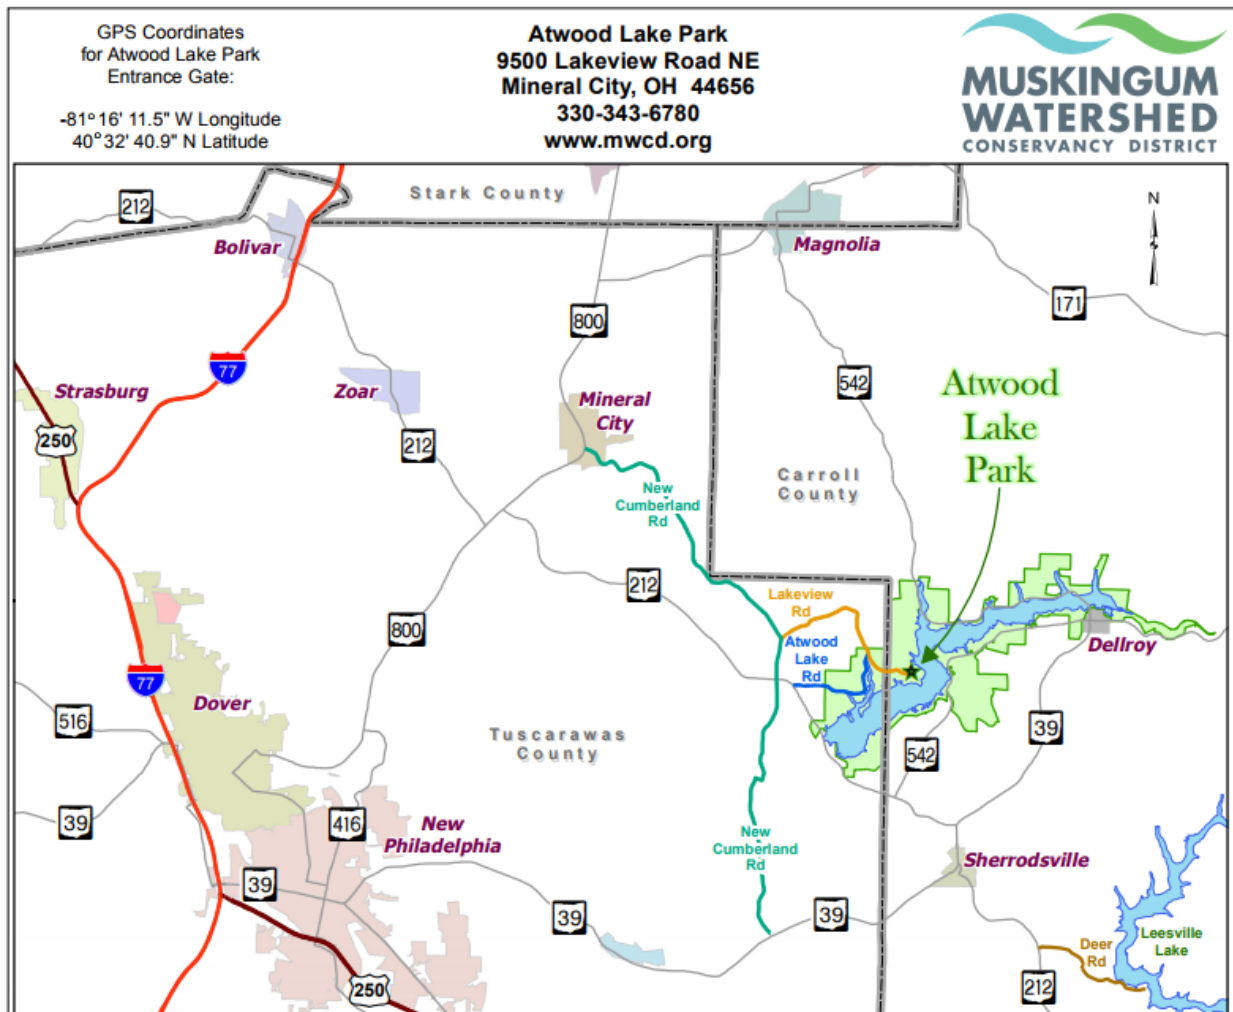 GPS Coordinates
for Atwood Lake Park
Entrance Gate:
-81° 16' 11.5" W Longitude
40° 32' 40.9" N Latitude
Atwood Lake Park
9500 Lakeview Road NE
Mineral City, OH 44656
330-343-6780
www.mwcd.org
MUSKINGUM
WATERSHED
CONSERVANCY DISTRICT
Stark County
212
Bolivar
Magnolia
N
171
800
77
Strasburg
Zoar
Mineral
City
542
Atwood
Lake
Park
250
212
Carroll
County
New
Cumberland
Rd
212
Lakeview
Rd
800
Atwood
Lake
Rd
Dellroy
77
Dover
516
Tuscarawas
County
39
542
39
416
New
Philadelphia
New
Cumberland
Rd
Sherrodsville
39
39
39
Deer
Rd
Leesville
Lake
250
212